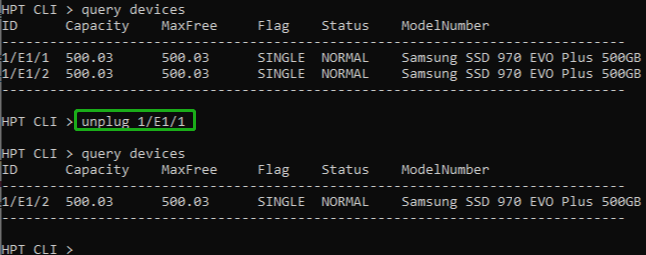 HPT CLI > query devices
ID Capacity MaxFree Flag Status ModelNumber
-------------------------------------------------------------------------------
1/E1/1 500.03 500.03 SINGLE NORMAL Samsung SSD 970 EVO Plus 500GB
1/E1/2 500.03 500.03 SINGLE NORMAL Samsung SSD 970 EVO Plus 500GB
-------------------------------------------------------------------------------
HPT CLI > unplug 1/E1/1
HPT CLI > query devices
ID Capacity MaxFree Flag Status ModelNumber
-------------------------------------------------------------------------------
1/E1/2 500.03 500.03 SINGLE NORMAL Samsung SSD 970 EVO Plus 500GB
-------------------------------------------------------------------------------
HPT CLI >